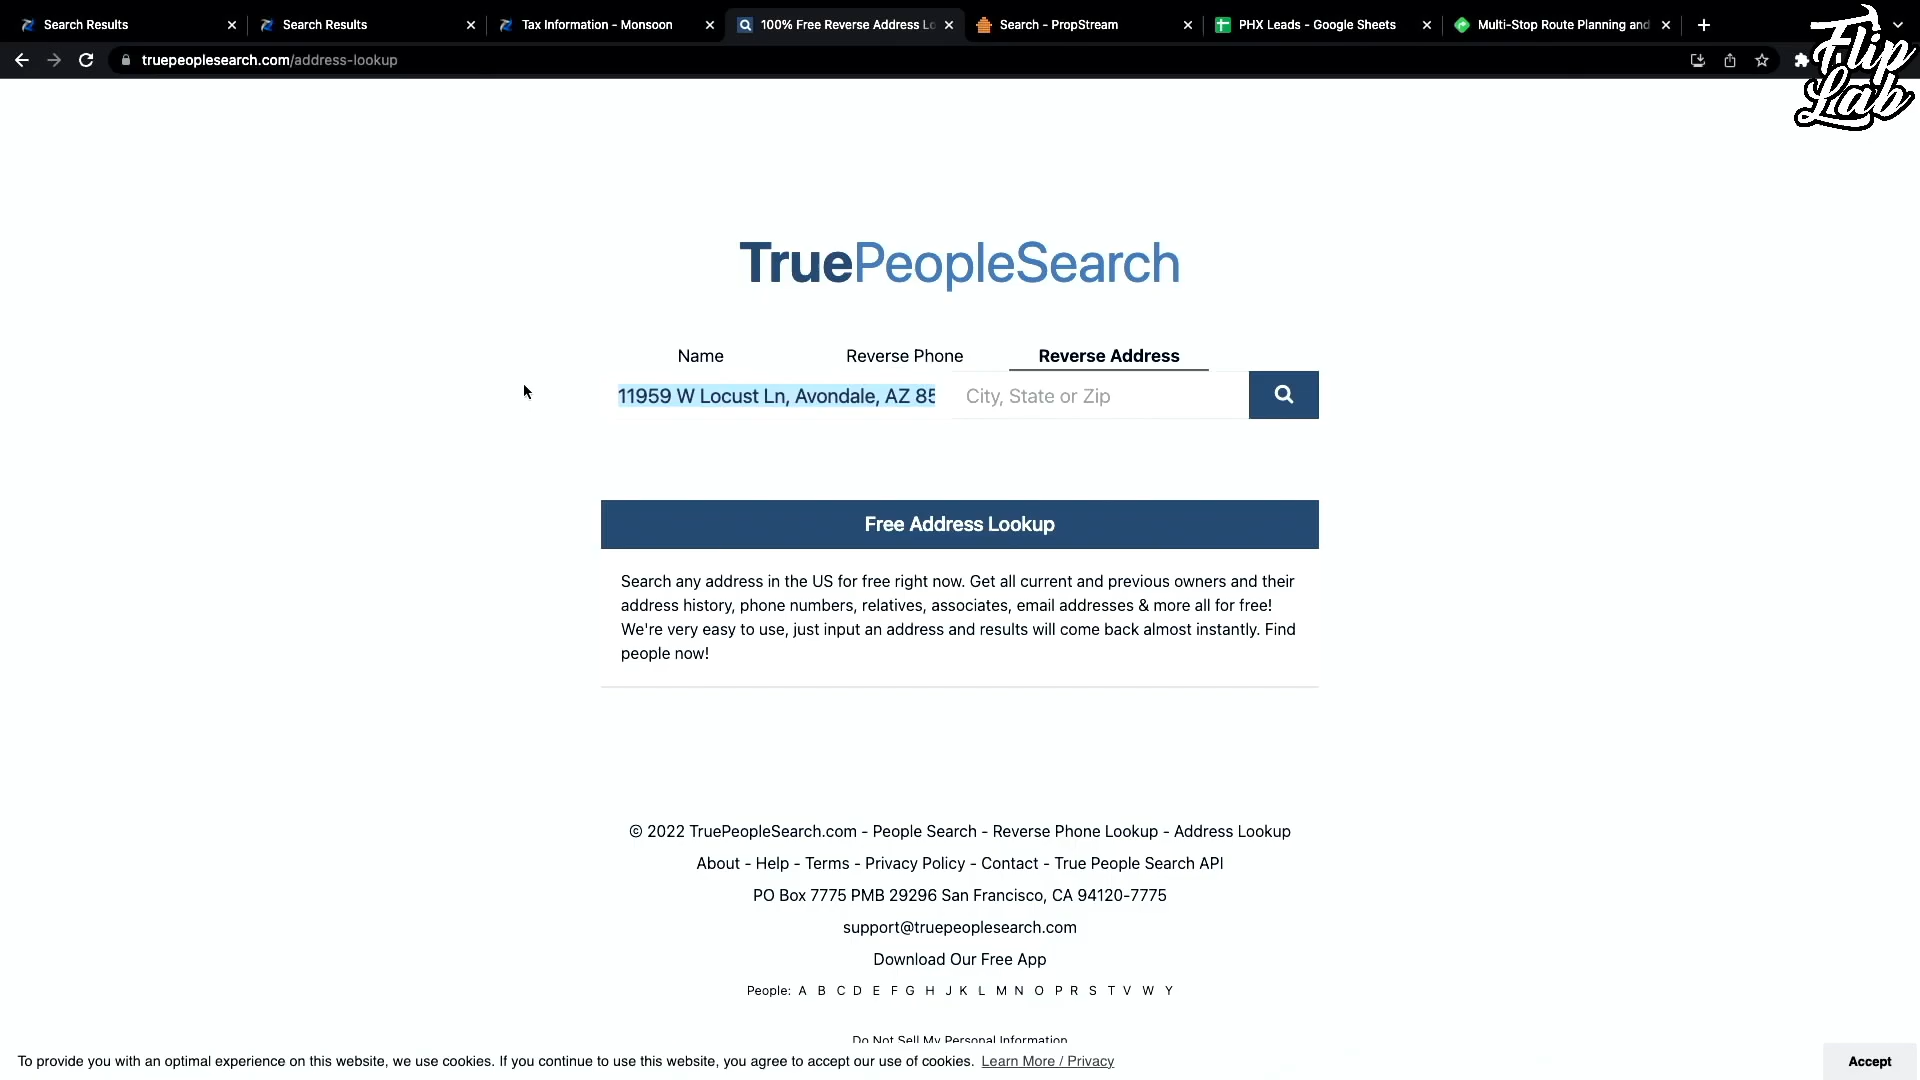 Search Results
Search Results
Tax Information - Monsoon
100% Free Reverse Address Lo
Search - PropStream
PHX Leads - Google Sheets
Multi-Stop Route Planning and
truepeoplesearch.com/address-lookup
Flip
Lab
TruePeopleSearch
Name
Reverse Phone
Reverse Address
11959 W Locust Ln, Avondale, AZ 85
City, State or Zip
Free Address Lookup
Search any address in the US for free right now. Get all current and previous owners and their
address history, phone numbers, relatives, associates, email addresses & more all for free!
We're very easy to use, just input an address and results will come back almost instantly. Find
people now!
© 2022 TruePeopleSearch.com - People Search - Reverse Phone Lookup - Address Lookup
About - Help - Terms - Privacy Policy - Contact - True People Search API
PO Box 7775 PMB 29296 San Francisco, CA 94120-7775
support@truepeoplesearch.com
Download Our Free App
People: A B C D E F G H J K L M N O P R S T V W Y
Do Not Sell My Personal Information
To provide you with an optimal experience on this website, we use cookies. If you continue to use this website, you agree to accept our use of cookies. Learn More / Privacy
Accept